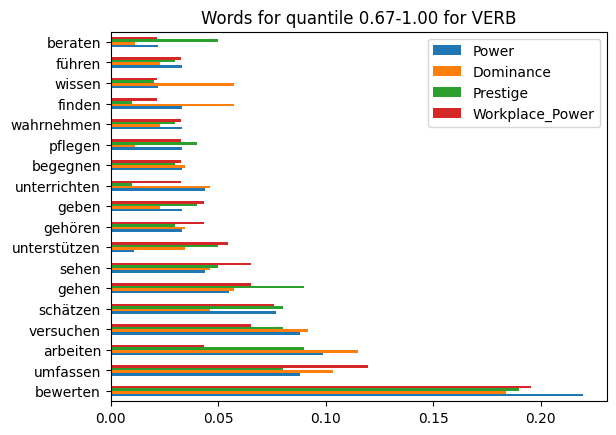 Words for quantile 0.67-1.00 for VERB
beraten
führen
wissen
finden
wahrnehmen
pflegen
begegnen
unterrichten
geben
gehören
unterstützen
sehen
gehen
schätzen
versuchen
arbeiten
umfassen
bewerten
Power
Dominance
Prestige
Workplace_Power
0.00 0.05 0.10 0.15 0.20